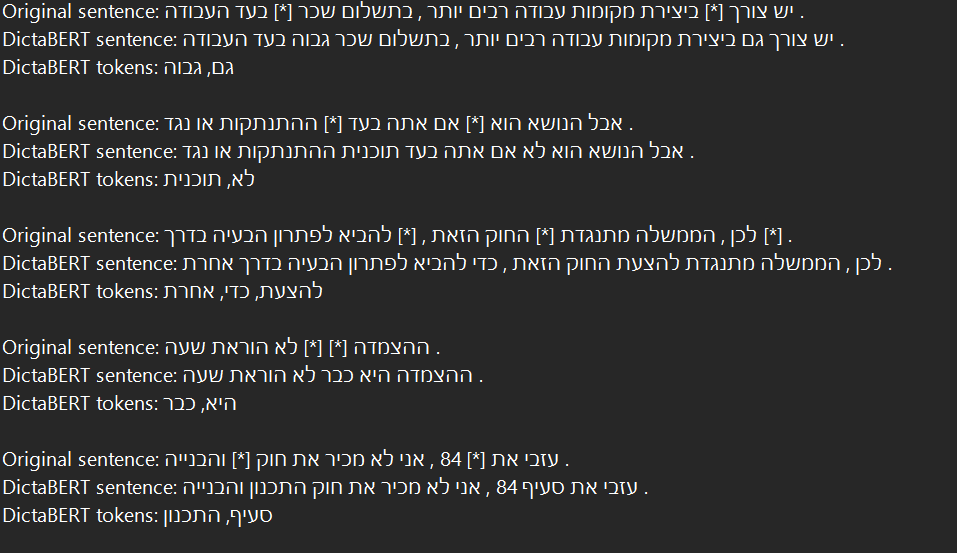 Original sentence: יש צורך [*] ביצירת מקומות עבודה רבים יותר , בתשלום שכר [*] בעד העבודה .
DictaBERT sentence: יש צורך גם ביצירת מקומות עבודה רבים יותר , בתשלום שכר גבוה בעד העבודה .
DictaBERT tokens: גם, גבוה
Original sentence: אבל הנושא הוא [*] אם אתה בעד [*] ההתנתקות או נגד .
DictaBERT sentence: אבל הנושא הוא לא אם אתה בעד תוכנית ההתנתקות או נגד .
DictaBERT tokens: לא, תוכנית
Original sentence: לכן , הממשלה מתנגדת [*] החוק הזאת , [*] להביא לפתרון הבעיה בדרך [*] .
DictaBERT sentence: לכן , הממשלה מתנגדת להצעת החוק הזאת , כדי להביא לפתרון הבעיה בדרך אחרת .
DictaBERT tokens: להצעת, כדי, אחרת
Original sentence: ההצמדה [*] [*] לא הוראת שעה .
DictaBERT sentence: ההצמדה היא כבר לא הוראת שעה .
DictaBERT tokens: היא, כבר
Original sentence: עזבי את [*] 84 , אני לא מכיר את חוק [*] והבנייה .
DictaBERT sentence: עזבי את סעיף 84 , אני לא מכיר את חוק התכנון והבנייה .
DictaBERT tokens: סעיף, התכנון